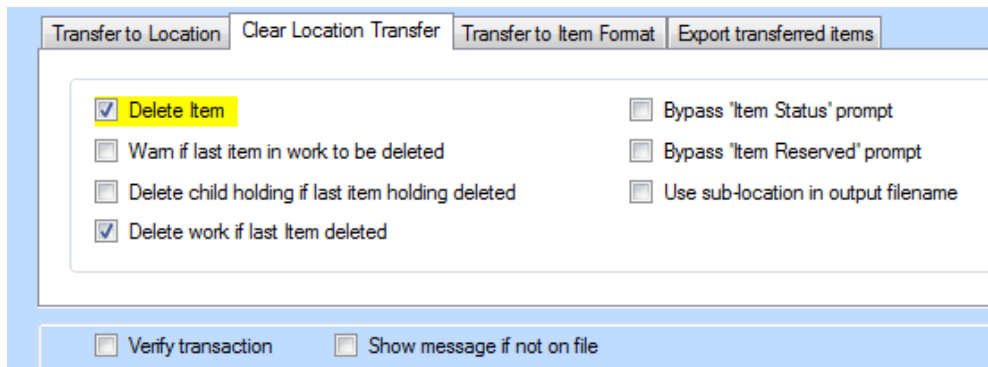 Transfer to Location Clear Location Transfer Transfer to Item Format Export transferred items
Delete Item Bypass 'Item Status' prompt
Warn if last item in work to be deleted Bypass 'Item Reserved' prompt
Delete child holding if last item holding deleted Use sub-location in output filename
Delete work if last Item deleted
Verify transaction Show message if not on file